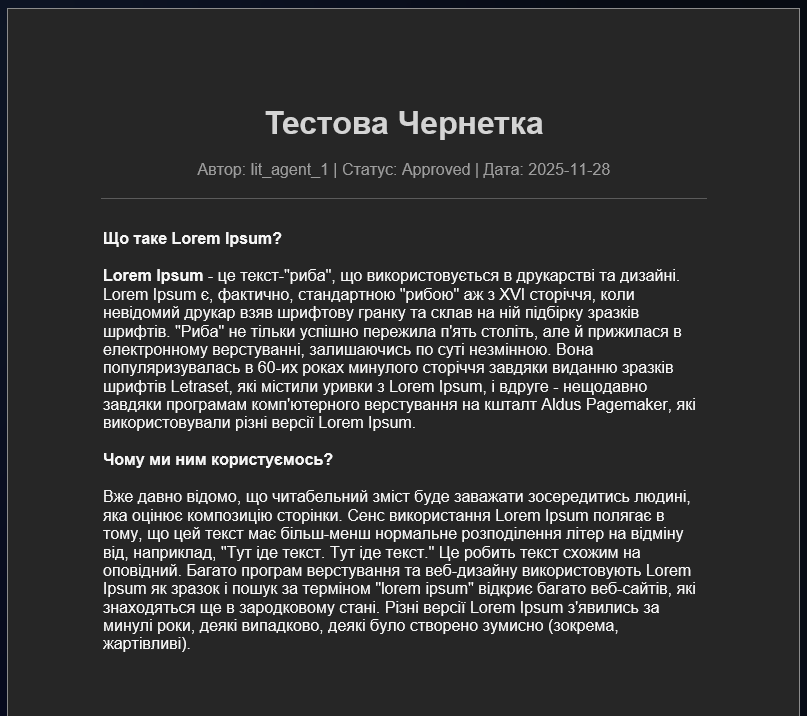 Тестова Чернетка
Автор: lit_agent_1 | Статус: Approved | Дата: 2025-11-28
Що таке Lorem Ipsum?
Lorem Ipsum - це текст-"риба", що використовується в друкарстві та дизайні.
Lorem Ipsum є, фактично, стандартною "рибою" аж з XVI сторіччя, коли
невідомий друкар взяв шрифтову гранку та склав на ній підбірку зразків
шрифтів. "Риба" не тільки успішно пережила п'ять століть, але й прижилася в
електронному верстуванні, залишаючись по суті незмінною. Вона
популяризувалась в 60-их роках минулого сторіччя завдяки виданню зразків
шрифтів Letraset, які містили уривки з Lorem Ipsum, і вдруге - нещодавно
завдяки програмам комп'ютерного верстування на кшталт Aldus Pagemaker, які
використовували різні версії Lorem Ipsum.
Чому ми ним користуємось?
Вже давно відомо, що читабельний зміст буде заважати зосередитись людині,
яка оцінює композицію сторінки. Сенс використання Lorem Ipsum полягає в
тому, що цей текст має більш-менш нормальне розподілення літер на відміну
від, наприклад, "Тут іде текст. Тут іде текст." Це робить текст схожим на
оповідний. Багато програм верстування та веб-дизайну використовують Lorem
Ipsum як зразок і пошук за терміном "lorem ipsum" відкриє багато веб-сайтів, які
знаходяться ще в зародковому стані. Різні версії Lorem Ipsum з'явились за
минулі роки, деякі випадково, деякі було створено зумисно (зокрема,
жартівливі).